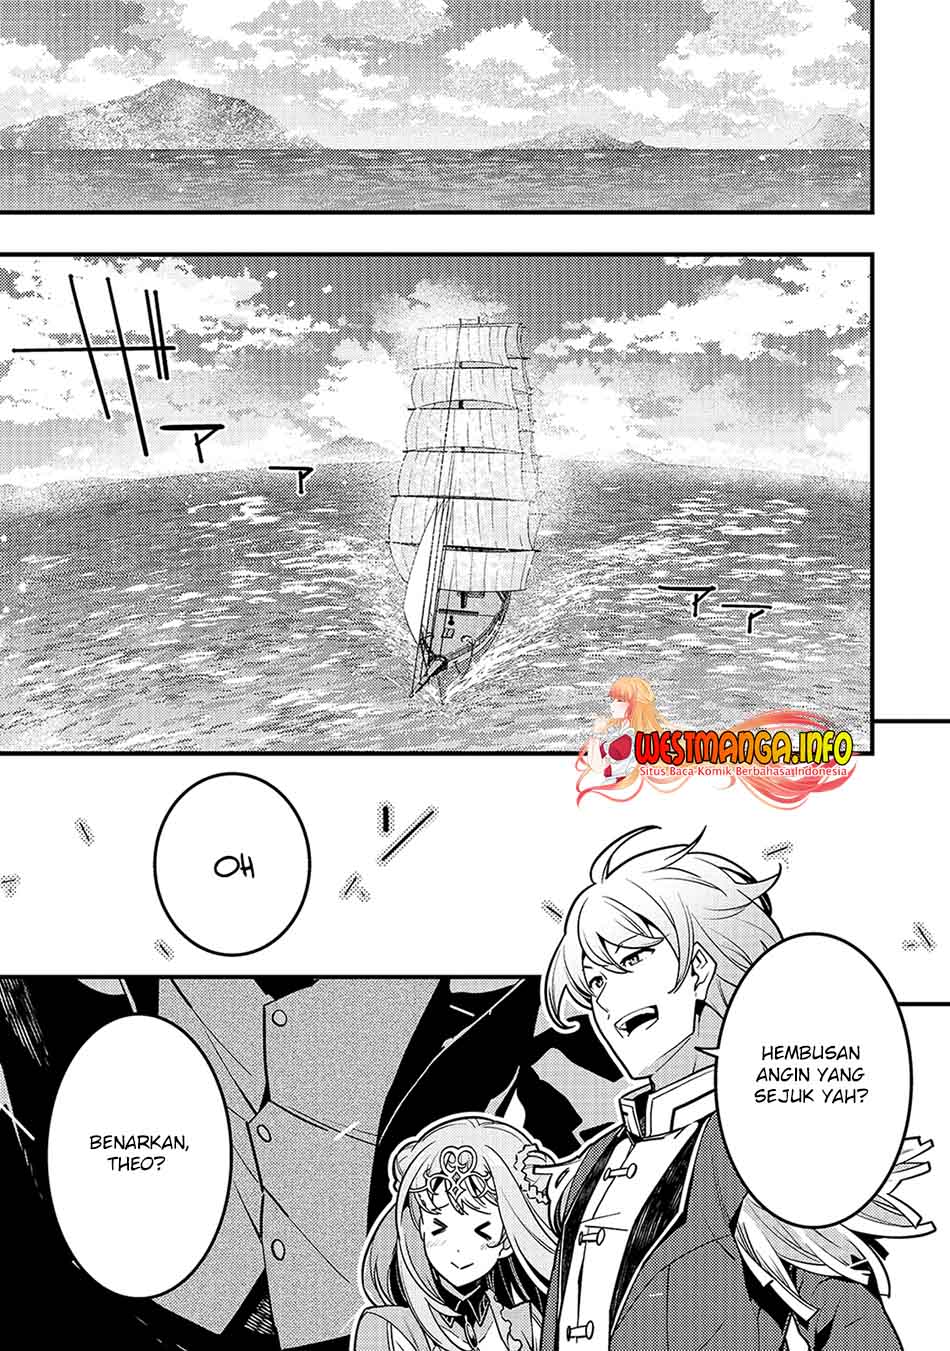 ザ
ア
ア
ア
ア
WESTMANGA.INFO
Situs Baca Komik Berbahasa Indonesia
OH
HEMBUSAN
ANGIN YANG
SEJUK YAH?
BENARKAN,
THEO?